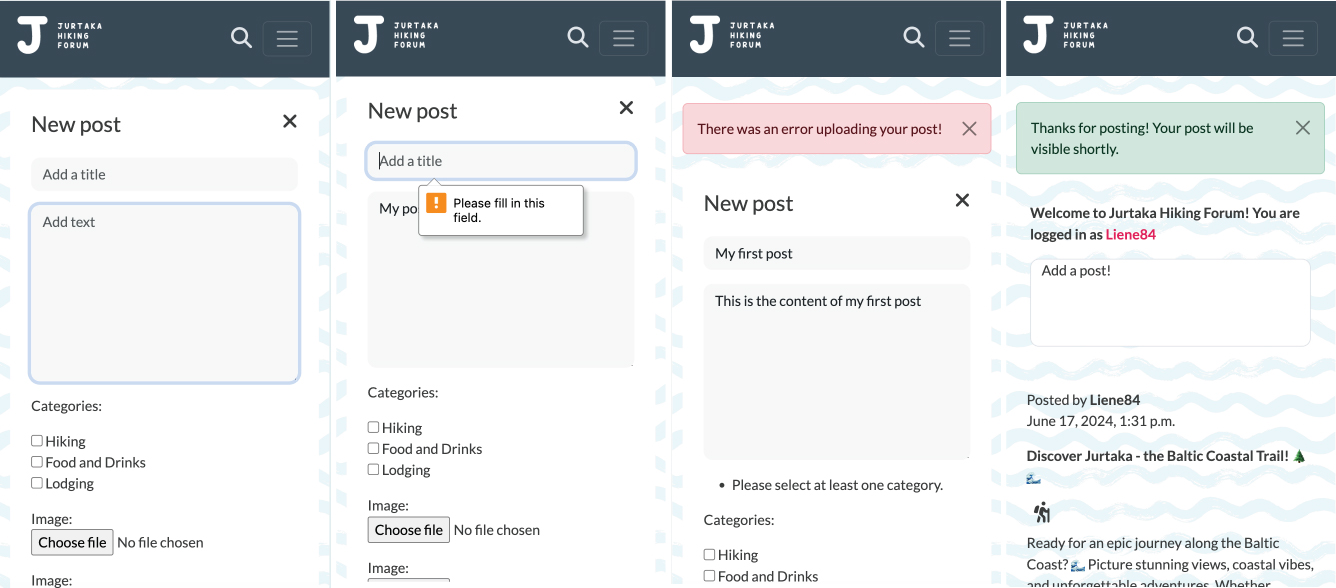 JURTAKA
HIKING
FORUM
New post
Add a title
Add text
Categories:
Hiking
Food and Drinks
Lodging
Image:
Choose file No file chosen
Image:
JURTAKA
HIKING
FORUM
New post
Add a title
Please fill in this
field.
My po
Categories:
Hiking
Food and Drinks
Lodging
Image:
Choose file No file chosen
Image:
JURTAKA
HIKING
FORUM
There was an error uploading your post!
New post
My first post
This is the content of my first post
• Please select at least one category.
Categories:
Hiking
Food and Drinks
JURTAKA
HIKING
FORUM
Thanks for posting! Your post will be
visible shortly.
Welcome to Jurtaka Hiking Forum! You are
logged in as Liene84
Add a post!
Posted by Liene84
June 17, 2024, 1:31 p.m.
Discover Jurtaka - the Baltic Coastal Trail! 🌲
🌊
Ready for an epic journey along the Baltic
Coast? 🌊 Picture stunning views, coastal vibes,
and unforgettable adventures. Whether